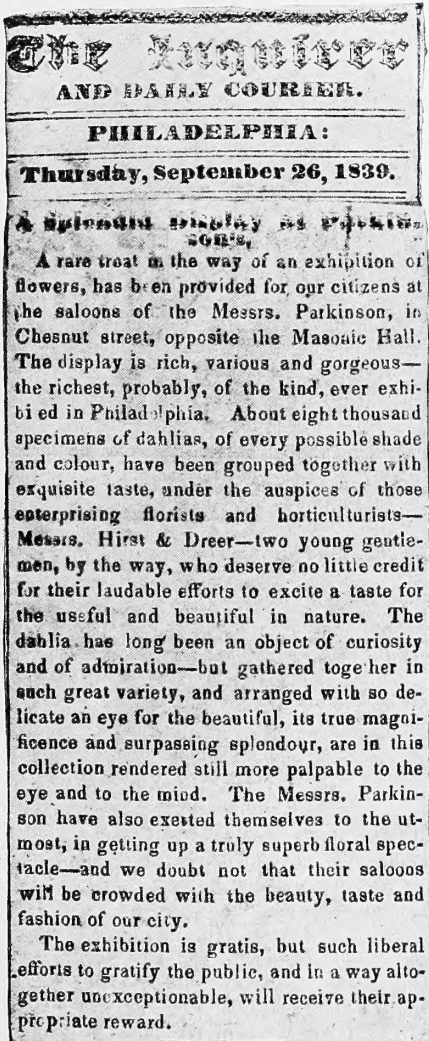 The Inquirer
AND DAILY COURIER.
PHILADELPHIA:
Thursday, September 26, 1839.
A Splendid Display at Parkin-
son's,
A rare treat in the way of an exhibition of
flowers, has been provided for our citizens at
the saloons of the Messrs. Parkinson, in
Chesnut street, opposite the Masonic Hall.
The display is rich, various and gorgeous—
the richest, probably, of the kind, ever exhi-
bi ed in Philadelphia. About eight thousand
specimens of dahlias, of every possible shade
and colour, have been grouped together with
exquisite taste, under the auspices of those
enterprising florists and horticulturists—
Messrs. Hirst & Dreer—two young gentle-
men, by the way, who deserve no little credit
for their laudable efforts to excite a taste for
the useful and beautiful in nature. The
dahlia has long been an object of curiosity
and of admiration—but gathered toge her in
such great variety, and arranged with so de-
licate an eye for the beautiful, its true magni-
ficence and surpassing splendour, are in this
collection rendered still more palpable to the
eye and to the mind. The Messrs. Parkin-
son have also exerted themselves to the ut-
most, in getting up a truly superb floral spec-
tacle—and we doubt not that their saloons
will be crowded with the beauty, taste and
fashion of our city.
The exhibition is gratis, but such liberal
efforts to gratify the public, and in a way alto-
gether unexceptionable, will receive their ap-
propriate reward.